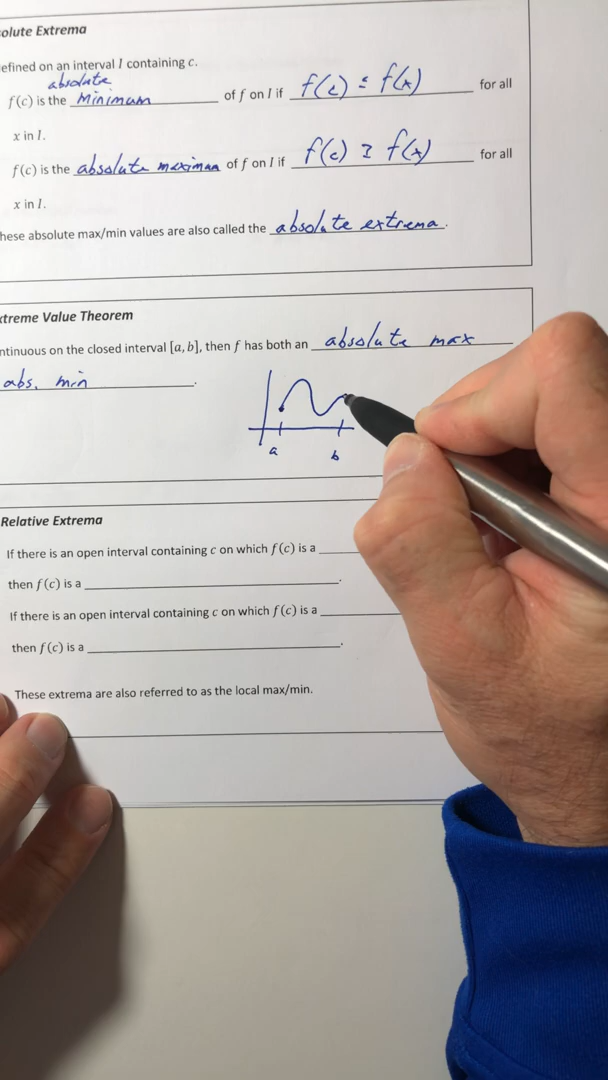 olute Extrema
efined on an interval I containing c.
absolute
f(c) is the minimum of f on I if f(c) ≤ f(x) for all
x in I.
f(c) is the absolute maximum of f on I if f(c) ≥ f(x) for all
x in I.
hese absolute max/min values are also called the absolute extrema.
treme Value Theorem
ntinuous on the closed interval [a, b], then f has both an absolute max
abs. min.
a b
Relative Extrema
If there is an open interval containing c on which f(c) is a
then f(c) is a .
If there is an open interval containing c on which f(c) is a
then f(c) is a .
These extrema are also referred to as the local max/min.